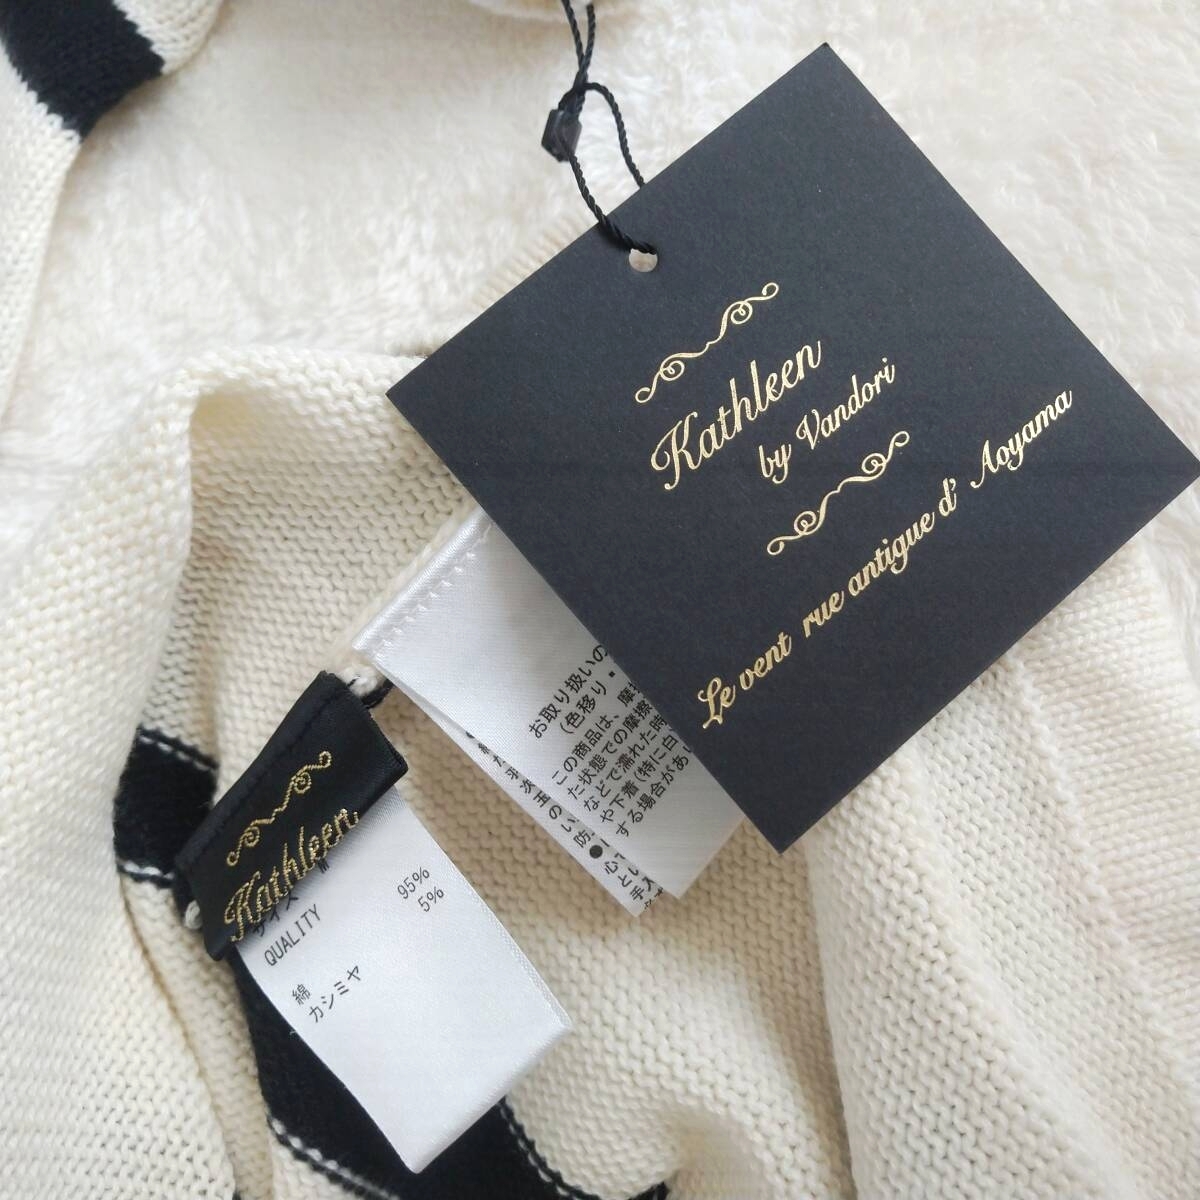 Kathleen
by Vandori
Le vent rue antigue d' Aoyama
お取り扱いの
(色移り・
この商品は、摩擦
た状態での摩擦
などで濡れた時
や下着(特に白
する場合があ
Kathleen
サイズ M
QUALITY
綿 95%
カシミヤ 5%